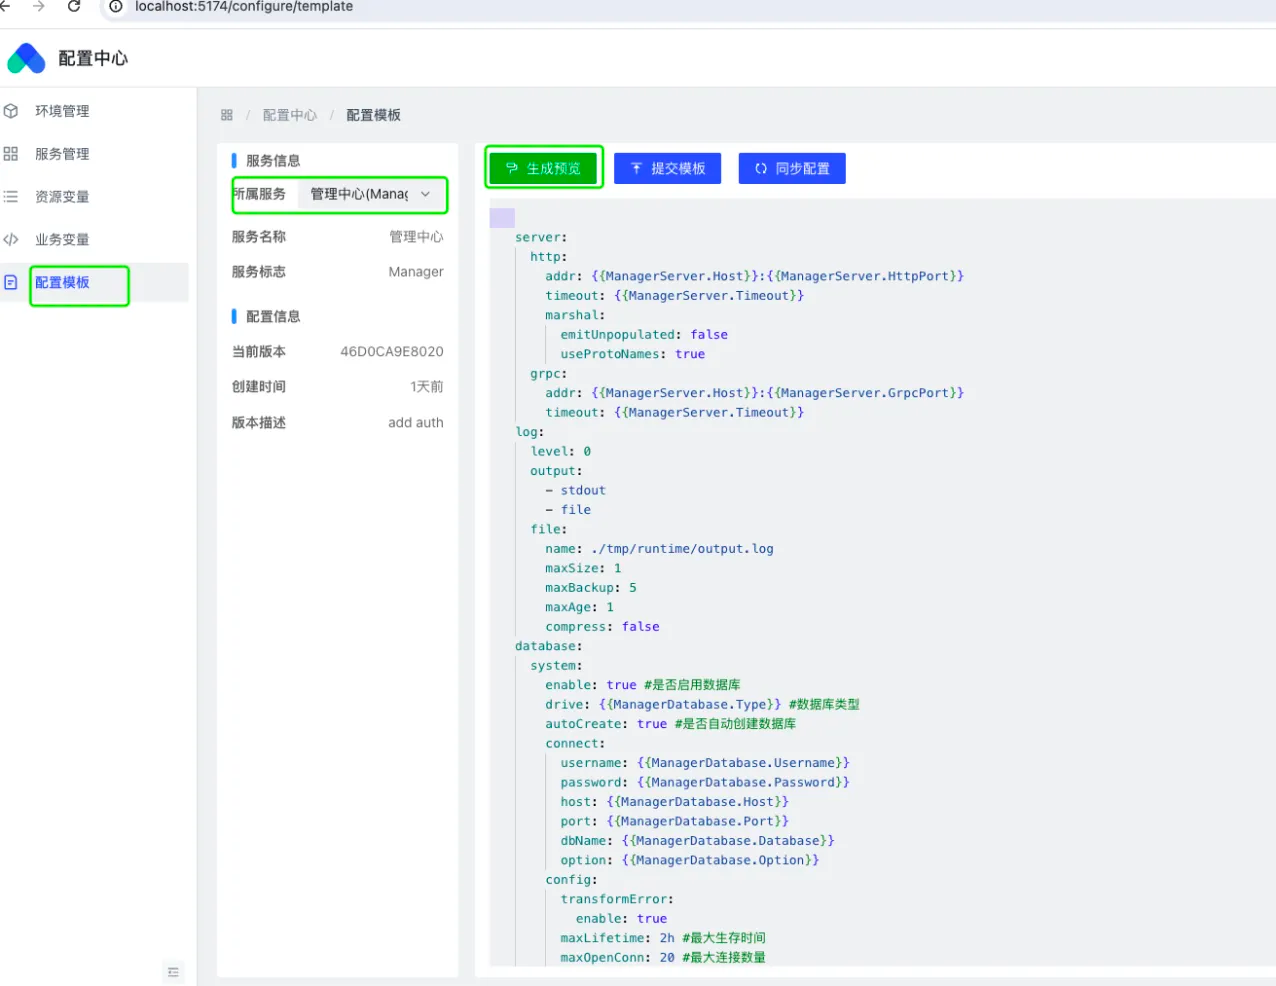 localhost:5174/configure/template
配置中心
环境管理
服务管理
资源变量
业务变量
配置模板
/ 配置中心 / 配置模板
服务信息
所属服务 管理中心(Manag
服务名称 管理中心
服务标志 Manager
配置信息
当前版本 46D0CA9E8020
创建时间 1天前
版本描述 add auth
生成预览 提交模板 同步配置
server:
http:
addr: {{ManagerServer.Host}}:{{ManagerServer.HttpPort}}
timeout: {{ManagerServer.Timeout}}
marshal:
emitUnpopulated: false
useProtoNames: true
grpc:
addr: {{ManagerServer.Host}}:{{ManagerServer.GrpcPort}}
timeout: {{ManagerServer.Timeout}}
log:
level: 0
output:
- stdout
- file
file:
name: ./tmp/runtime/output.log
maxSize: 1
maxBackup: 5
maxAge: 1
compress: false
database:
system:
enable: true #是否启用数据库
drive: {{ManagerDatabase.Type}} #数据库类型
autoCreate: true #是否自动创建数据库
connect:
username: {{ManagerDatabase.Username}}
password: {{ManagerDatabase.Password}}
host: {{ManagerDatabase.Host}}
port: {{ManagerDatabase.Port}}
dbName: {{ManagerDatabase.Database}}
option: {{ManagerDatabase.Option}}
config:
transformError:
enable: true
maxLifetime: 2h #最大生存时间
maxOpenConn: 20 #最大连接数量